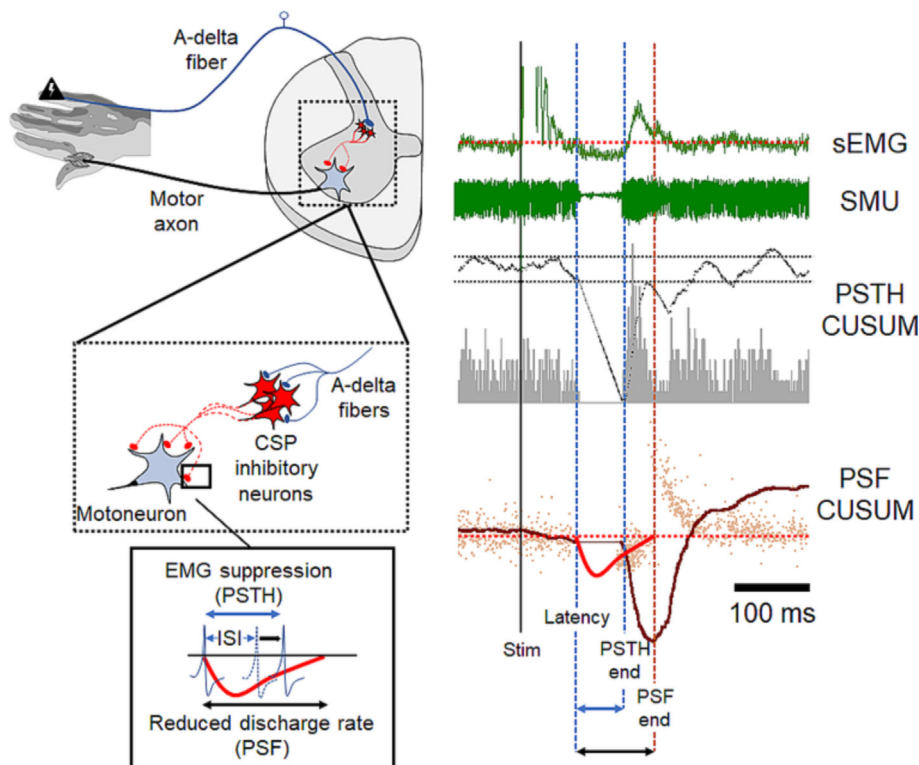 A-delta
fiber
Motor
axon
A-delta
fibers
CSP
inhibitory
neurons
Motoneuron
EMG suppression
(PSTH)
ISI
Reduced discharge rate
(PSF)
sEMG
SMU
PSTH
CUSUM
PSF
CUSUM
100 ms
Latency
Stim
PSTH
end
PSF
end